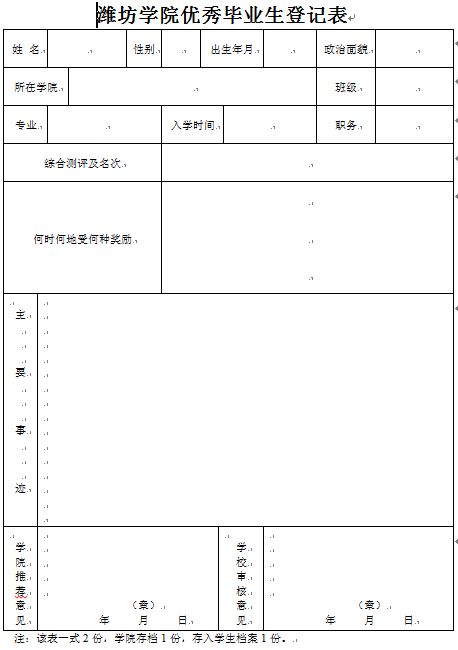 潍坊学院优秀毕业生登记表
姓 名 性别 出生年月 政治面貌
所在学院 班级
专业 入学时间 职务
综合测评及名次
何时何地受何种奖励
主要事迹
学院推荐意见 学校审核意见
（章） （章）
年 月 日 年 月 日
注：该表一式 2 份，学院存档 1 份，存入学生档案 1 份。